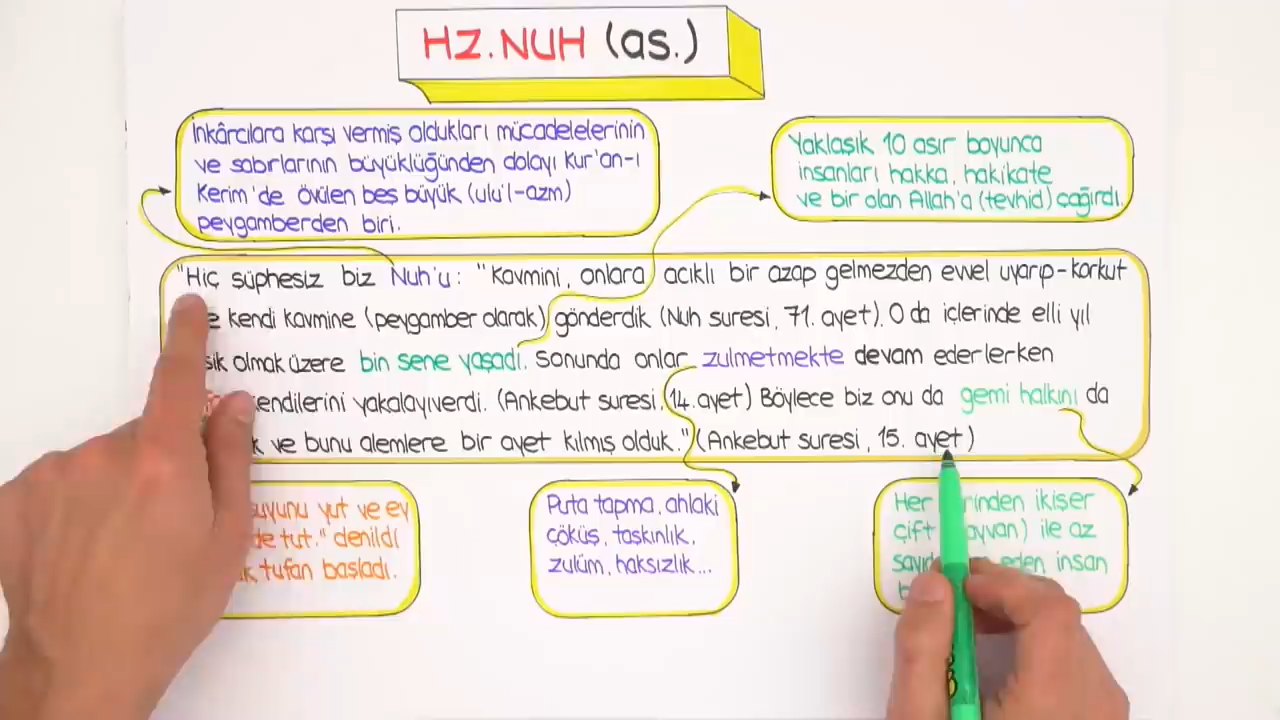 HZ. NUH (as.)
İnkârcılara karşı vermiş oldukları mücadelelerinin
ve sabırlarının büyüklüğünden dolayı Kur'an-ı
Kerim'de övülen beş büyük (ulu'l-azm)
peygamberden biri.
Yaklaşık 10 asır boyunca
insanları hakka, hakikate
ve bir olan Allah'a (tevhid) çağırdı.
"Hiç şüphesiz biz Nuh'u: "Kavmini, onlara acıklı bir azap gelmezden evvel uyarıp-korkut
kendi kavmine (peygamber olarak) gönderdik (Nuh suresi, 71. ayet). O da içlerinde elli yıl
olmak üzere bin sene yaşadı. Sonunda onlar zulmetmekte devam ederlerken
kendilerini yakalayıverdi. (Ankebut suresi, 14. ayet) Böylece biz onu da gemi halkını da
ve bunu alemlere bir ayet kılmış olduk." (Ankebut suresi, 15. ayet)
yut ve ey
tut." denildi
tufan başladı.
Puta tapma, ahlaki
çöküş, taşkınlık,
zulüm, haksızlık...
Her ikişer
çift ile az
eden insan